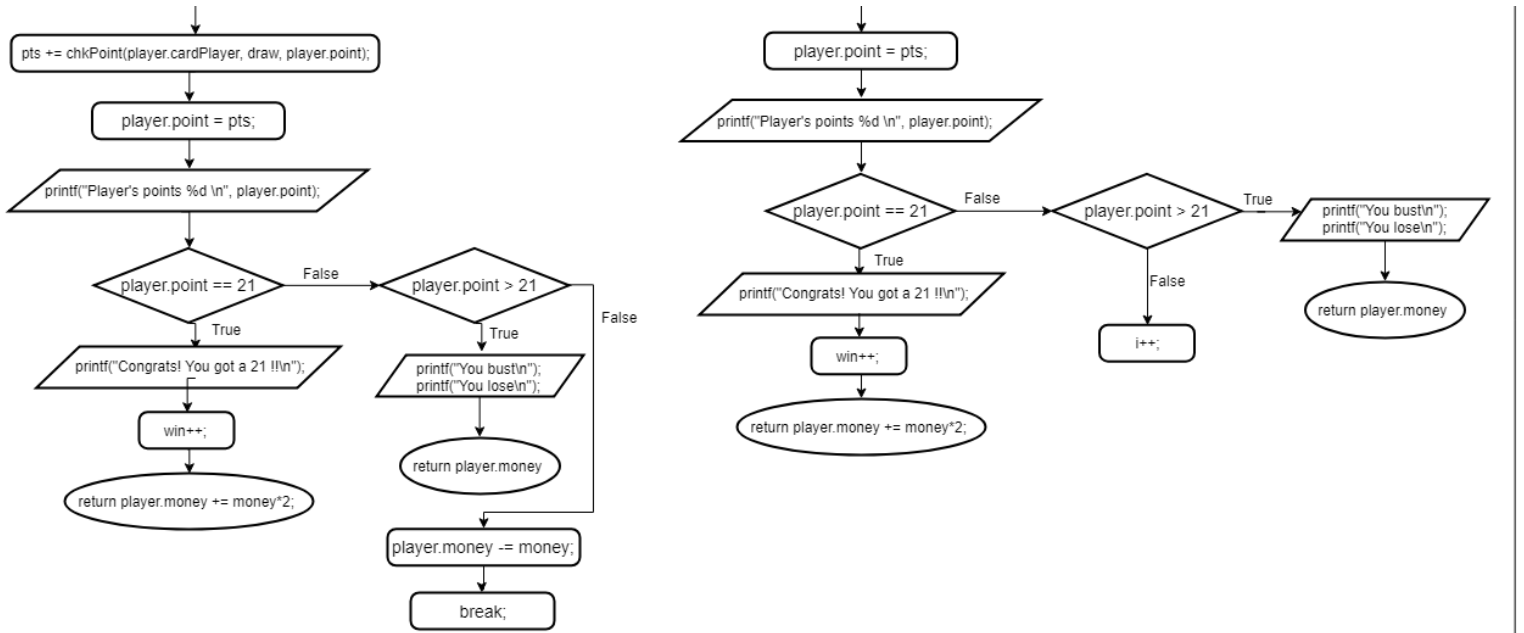 pts += chkPoint(player.cardPlayer, draw, player.point);
player.point = pts;
printf("Player's points %d \n", player.point);
player.point == 21
False
player.point > 21
False
True
True
printf("Congrats! You got a 21 !!\n");
printf("You bust\n");
printf("You lose\n");
win++;
return player.money
return player.money += money*2;
player.money -= money;
break;
player.point = pts;
printf("Player's points %d \n", player.point);
player.point == 21
False
player.point > 21
True
printf("You bust\n");
printf("You lose\n");
True
False
printf("Congrats! You got a 21 !!\n");
return player.money
win++;
i++;
return player.money += money*2;